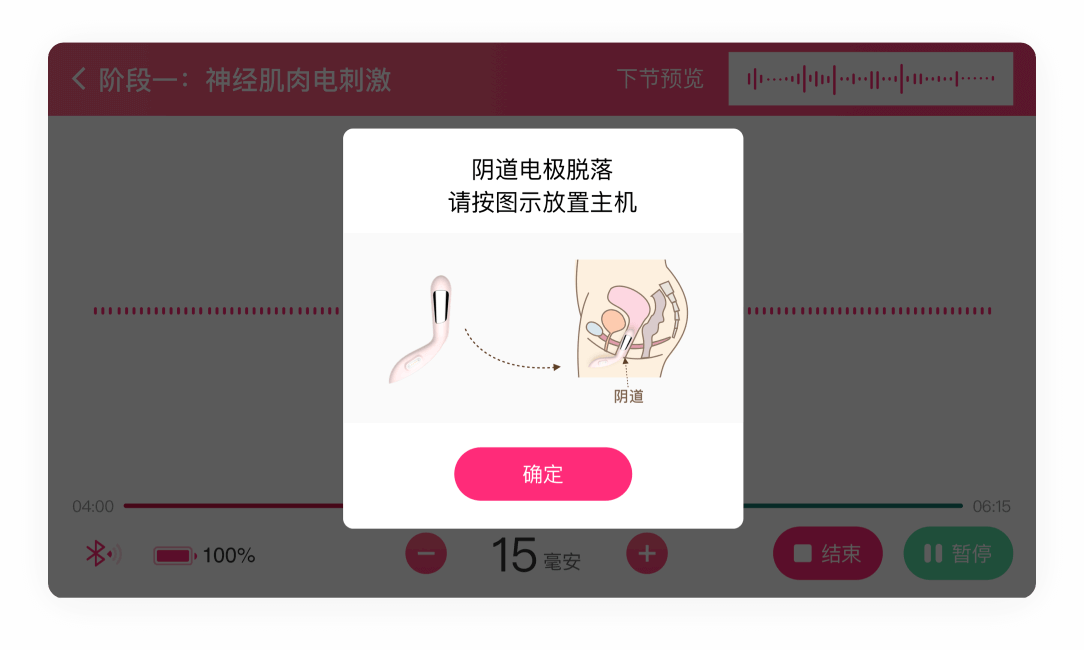 阶段一：神经肌肉电刺激
下节预览
阴道电极脱落
请按图示放置主机
阴道
确定
04:00
06:15
100%
15毫安
结束
暂停